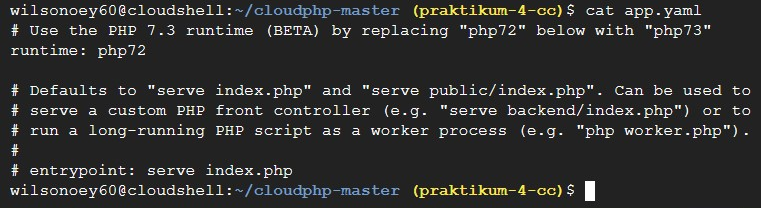 wilsonoey60@cloudshell:~/cloudphp-master (praktikum-4-cc)$ cat app.yaml
# Use the PHP 7.3 runtime (BETA) by replacing "php72" below with "php73"
runtime: php72

# Defaults to "serve index.php" and "serve public/index.php". Can be used to
# serve a custom PHP front controller (e.g. "serve backend/index.php") or to
# run a long-running PHP script as a worker process (e.g. "php worker.php").
#
# entrypoint: serve index.php
wilsonoey60@cloudshell:~/cloudphp-master (praktikum-4-cc)$